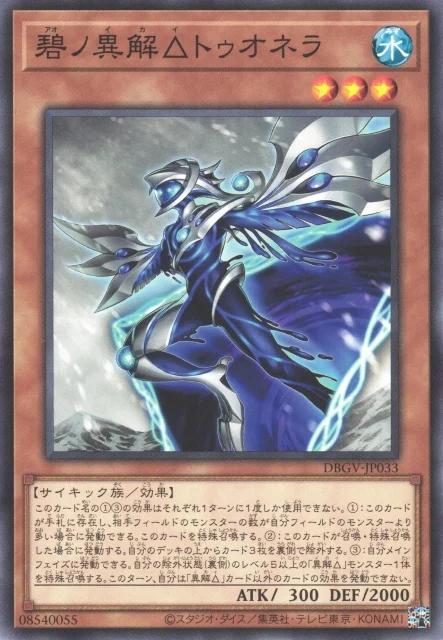 碧ノ異解△トゥオネラ
アオ イカイ
水
DBGV-JP033
【サイキック族/効果】
このカード名の①③の効果はそれぞれ1ターンに1度しか使用できない。①:このカード
が手札に存在し、相手フィールドのモンスターの数が自分フィールドのモンスターより
多い場合に発動できる。このカードを特殊召喚する。②:このカードが召喚・特殊召喚
した場合に発動する。自分のデッキの上からカード3枚を裏側で除外する。③:自分メイン
フェイズに発動できる。自分の除外状態(裏側)のレベル5以上の「異解」モンスター1体
を特殊召喚する。このターン、自分は「異解」カード以外のカードの効果を発動できない。
ATK/ 300 DEF/2000
08540055
©スタジオ・ダイス/集英社・テレビ東京・KONAMI